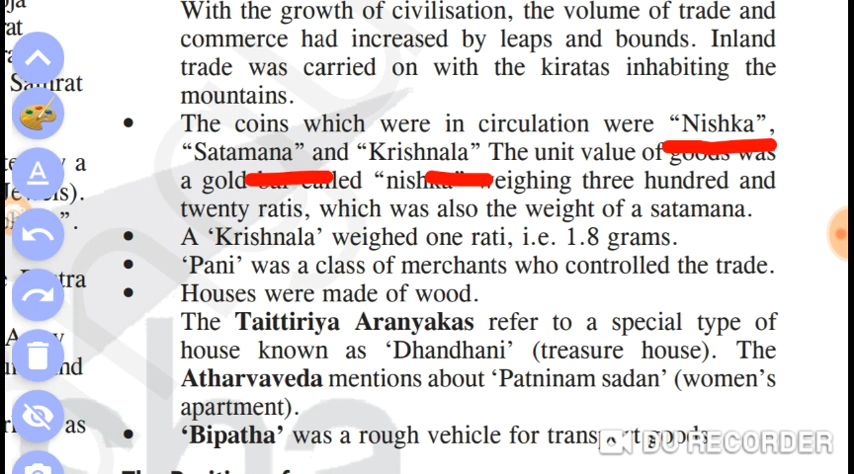 With the growth of civilisation, the volume of trade and
commerce had increased by leaps and bounds. Inland
trade was carried on with the kiratas inhabiting the
mountains.
• The coins which were in circulation were “Nishka”,
“Satamana” and “Krishnala” The unit value of goods was
a gold bar called “nishka” weighing three hundred and
twenty ratis, which was also the weight of a satamana.
• A ‘Krishnala’ weighed one rati, i.e. 1.8 grams.
• ‘Pani’ was a class of merchants who controlled the trade.
• Houses were made of wood.
The Taittiriya Aranyakas refer to a special type of
house known as ‘Dhandhani’ (treasure house). The
Atharvaveda mentions about ‘Patninam sadan’ (women’s
apartment).
• ‘Bipatha’ was a rough vehicle for transport goods.
DU RECORDER